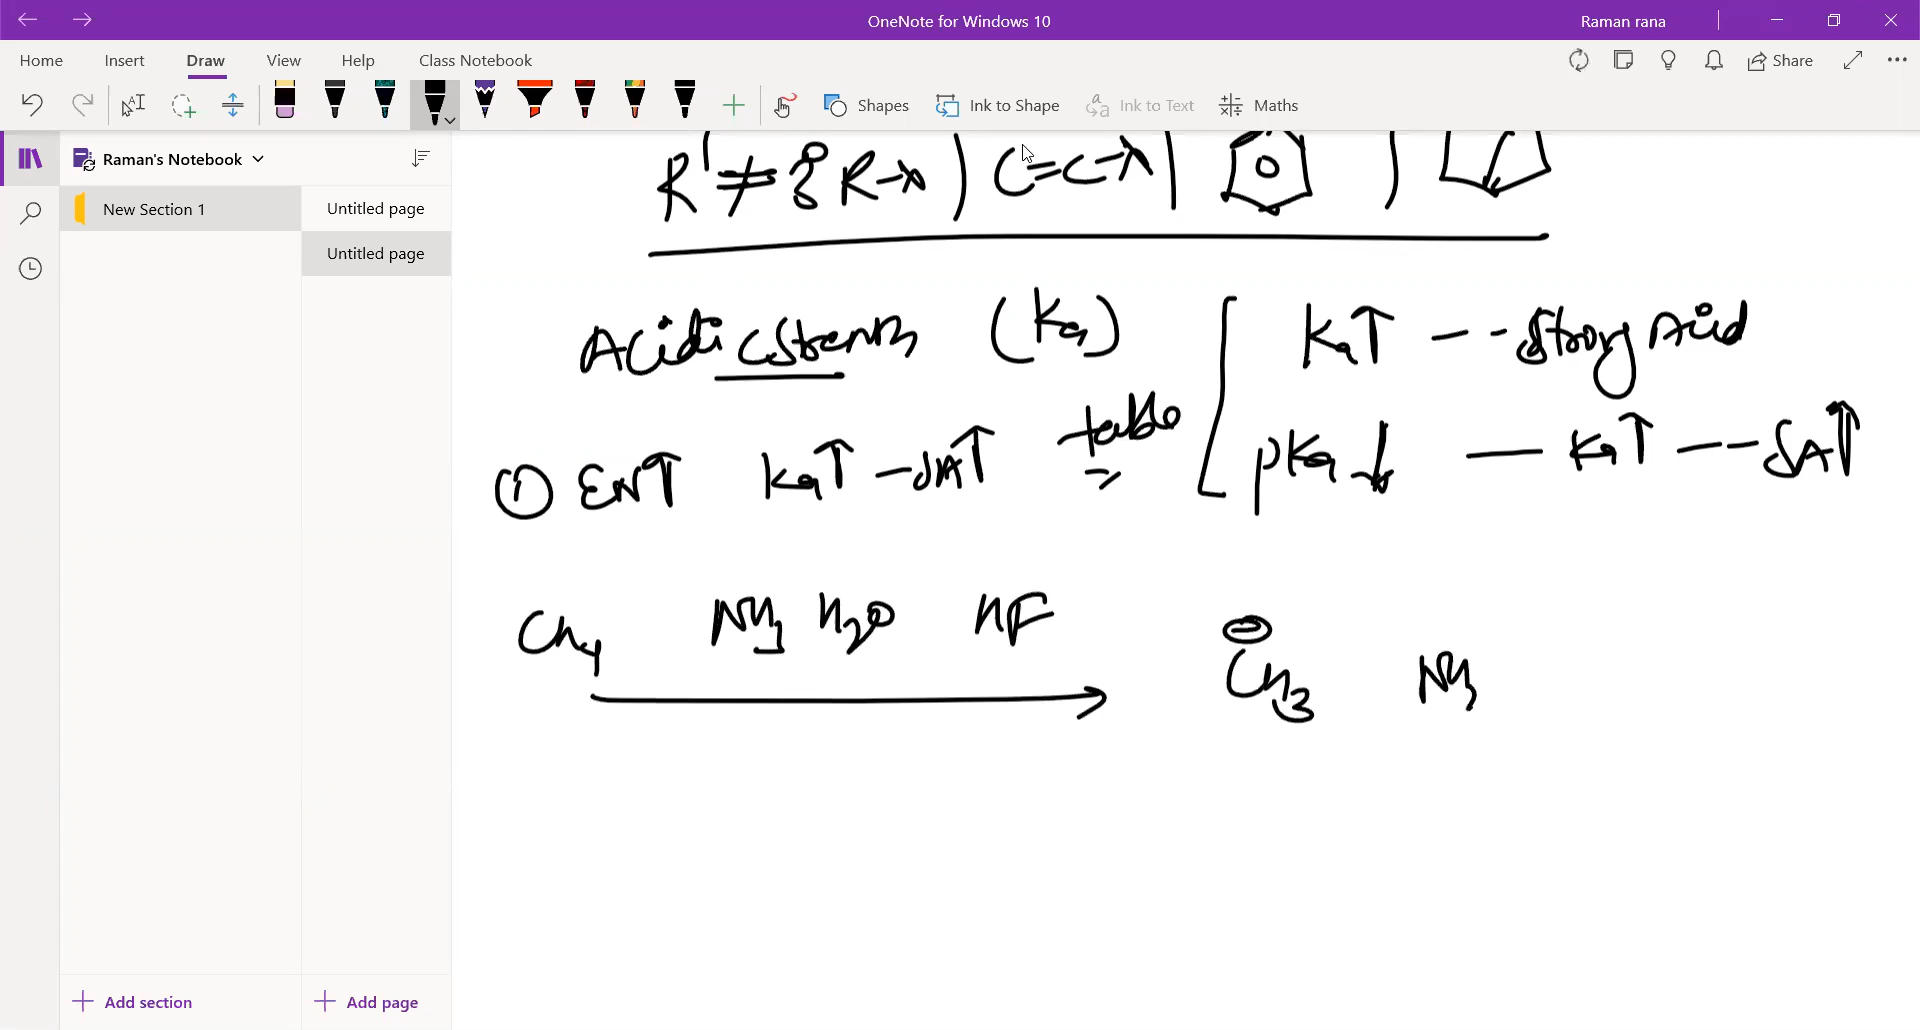 OneNote for Windows 10
Raman rana
Home Insert Draw View Help Class Notebook
Share
Shapes Ink to Shape Ink to Text Maths
Raman's Notebook
New Section 1
Untitled page
Untitled page
R' ≠ { R-X | C=C-X |
Acidic strenth (Ka) [ Ka↑ -- Strong Acid
① EN↑ Ka↑ - SA↑ table pKa↓ — Ka↑ -- SA↑
CH4 NH3 H2O HF
⊖
CH3 NH
Add section
Add page